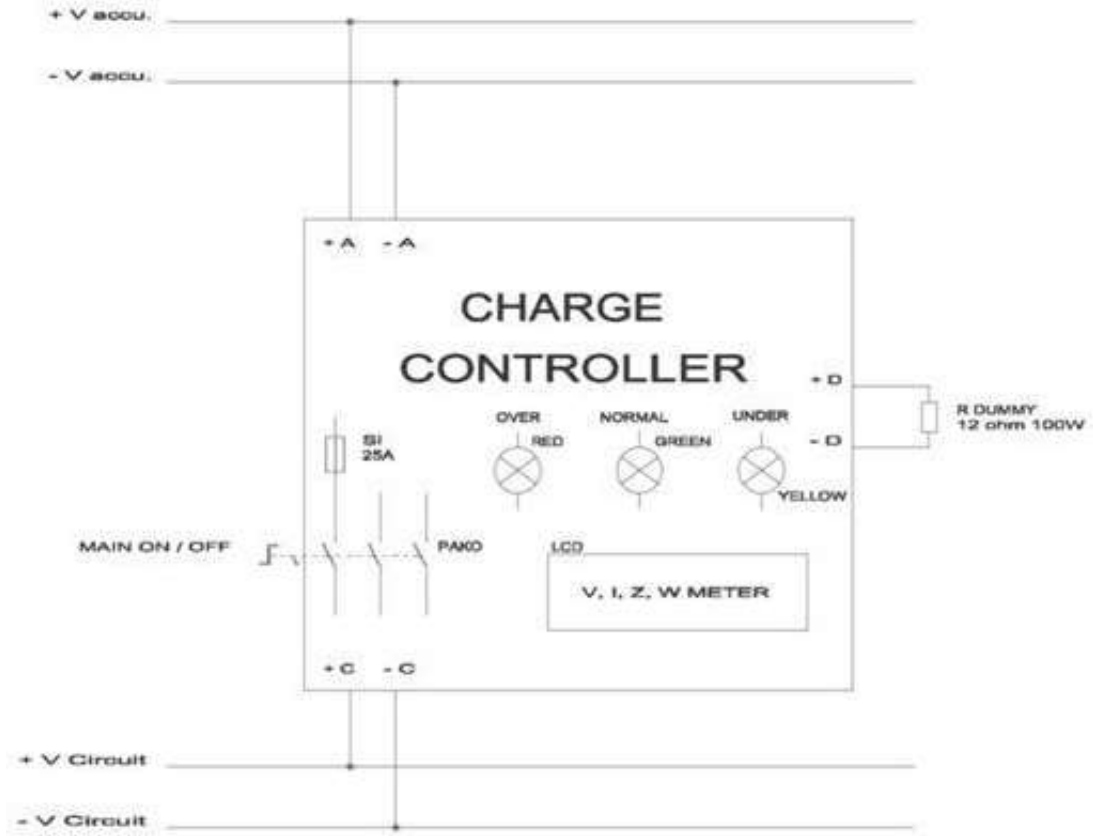 + V accu.
- V accu.
+ A - A
CHARGE
CONTROLLER
+ D
- D
R DUMMY
12 ohm 100W
OVER NORMAL UNDER
RED GREEN
YELLOW
SI
25A
MAIN ON / OFF
PAKO
LCD
V, I, Z, W METER
+ C - C
+ V Circuit
- V Circuit